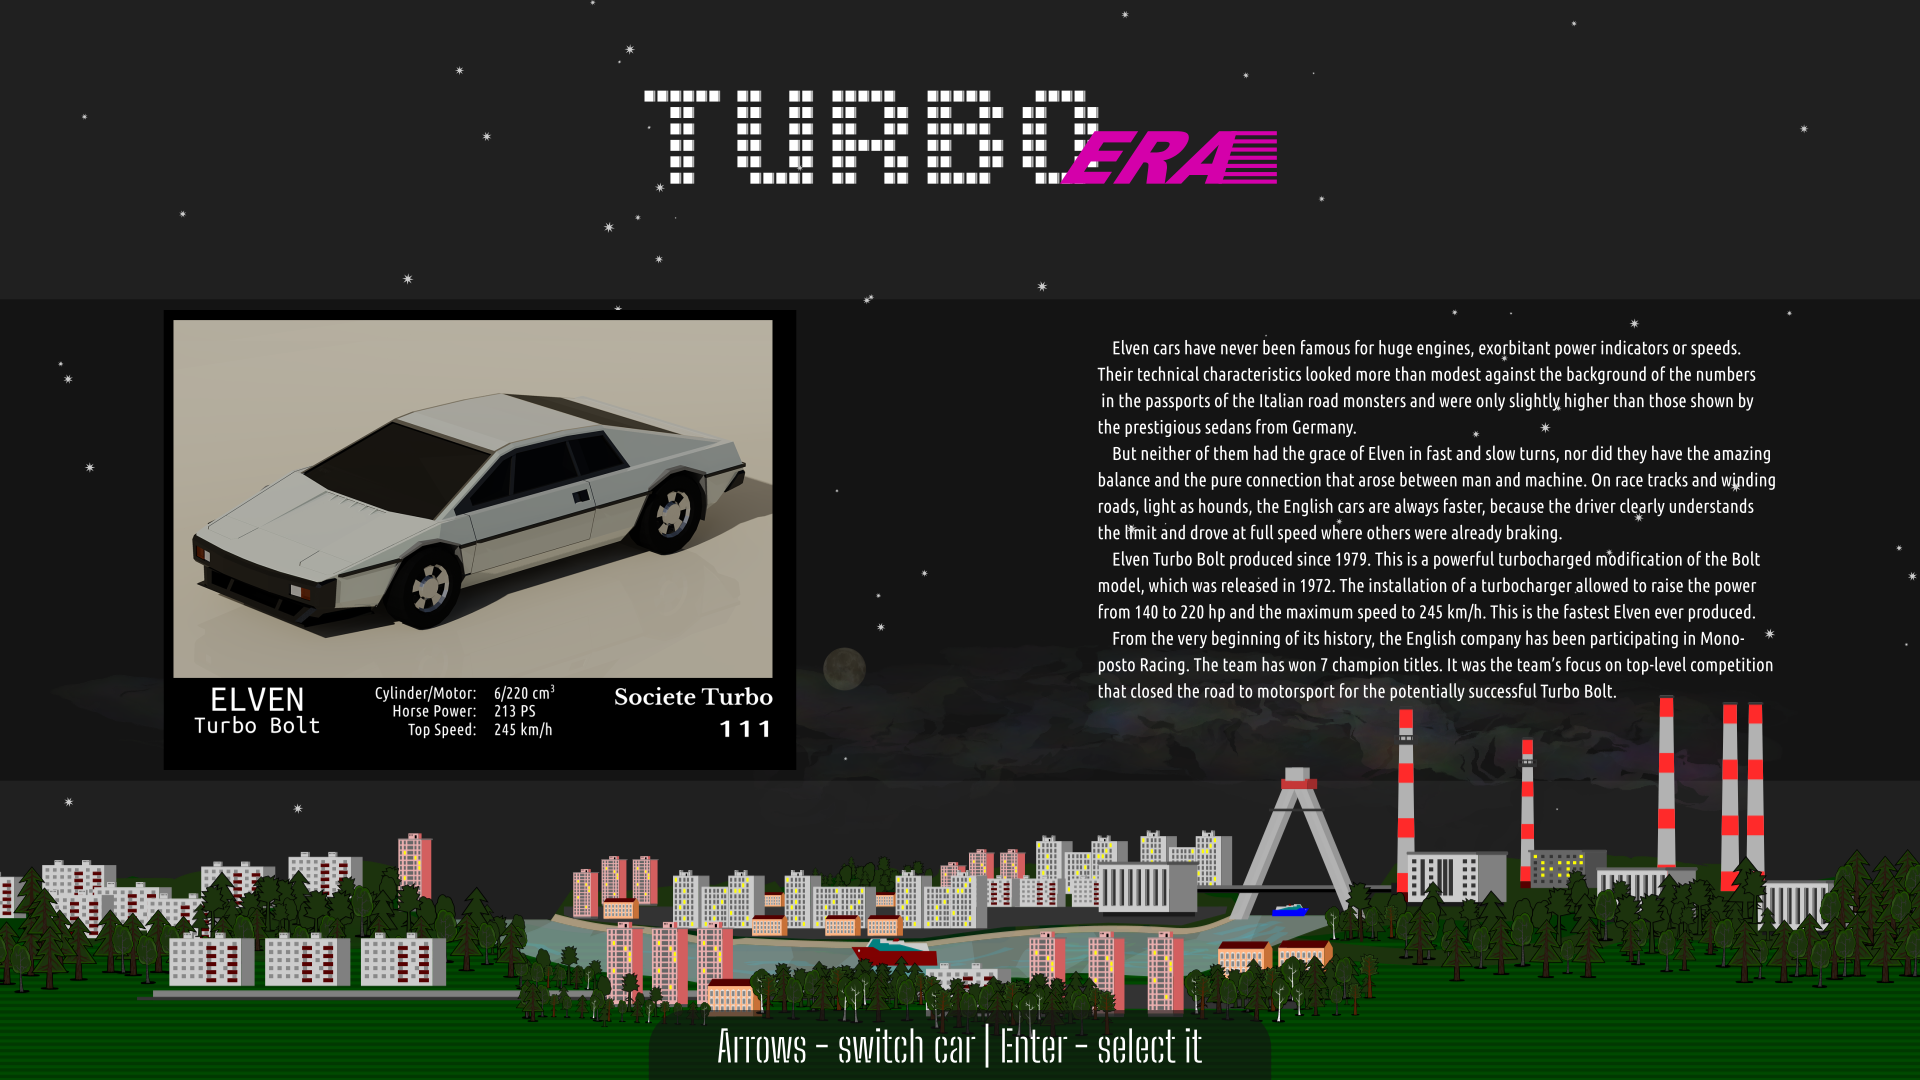 TURBO
ERA
Elven cars have never been famous for huge engines, exorbitant power indicators or speeds.
Their technical characteristics looked more than modest against the background of the numbers
in the passports of the Italian road monsters and were only slightly higher than those shown by
the prestigious sedans from Germany.
But neither of them had the grace of Elven in fast and slow turns, nor did they have the amazing
balance and the pure connection that arose between man and machine. On race tracks and winding
roads, light as hounds, the English cars are always faster, because the driver clearly understands
the limit and drove at full speed where others were already braking.
Elven Turbo Bolt produced since 1979. This is a powerful turbocharged modification of the Bolt
model, which was released in 1972. The installation of a turbocharger allowed to raise the power
from 140 to 220 hp and the maximum speed to 245 km/h. This is the fastest Elven ever produced.
From the very beginning of its history, the English company has been participating in Mono-
posto Racing. The team has won 7 champion titles. It was the team's focus on top-level competition
that closed the road to motorsport for the potentially successful Turbo Bolt.
ELVEN
Turbo Bolt
Cylinder/Motor: 6/220 cm³
Horse Power: 213 PS
Top Speed: 245 km/h
Societe Turbo
111
Arrows - switch car | Enter - select it